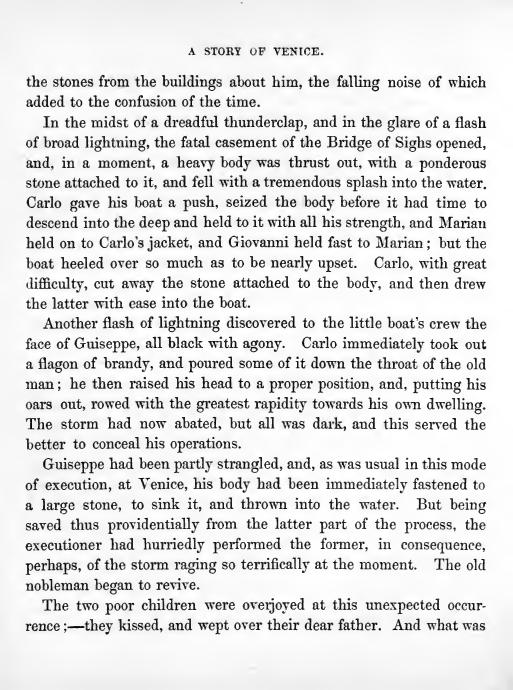 A STORY OF VENICE.
the stones from the buildings about him, the falling noise of which
added to the confusion of the time.
In the midst of a dreadful thunderclap, and in the glare of a flash
of broad lightning, the fatal casement of the Bridge of Sighs opened,
and, in a moment, a heavy body was thrust out, with a ponderous
stone attached to it, and fell with a tremendous splash into the water.
Carlo gave his boat a push, seized the body before it had time to
descend into the deep and held to it with all his strength, and Marian
held on to Carlo's jacket, and Giovanni held fast to Marian; but the
boat heeled over so much as to be nearly upset. Carlo, with great
difficulty, cut away the stone attached to the body, and then drew
the latter with ease into the boat.
Another flash of lightning discovered to the little boat's crew the
face of Guiseppe, all black with agony. Carlo immediately took out
a flagon of brandy, and poured some of it down the throat of the old
man; he then raised his head to a proper position, and, putting his
oars out, rowed with the greatest rapidity towards his own dwelling.
The storm had now abated, but all was dark, and this served the
better to conceal his operations.
Guiseppe had been partly strangled, and, as was usual in this mode
of execution, at Venice, his body had been immediately fastened to
a large stone, to sink it, and thrown into the water. But being
saved thus providentially from the latter part of the process, the
executioner had hurriedly performed the former, in consequence,
perhaps, of the storm raging so terrifically at the moment. The old
nobleman began to revive.
The two poor children were overjoyed at this unexpected occur-
rence;—they kissed, and wept over their dear father. And what was